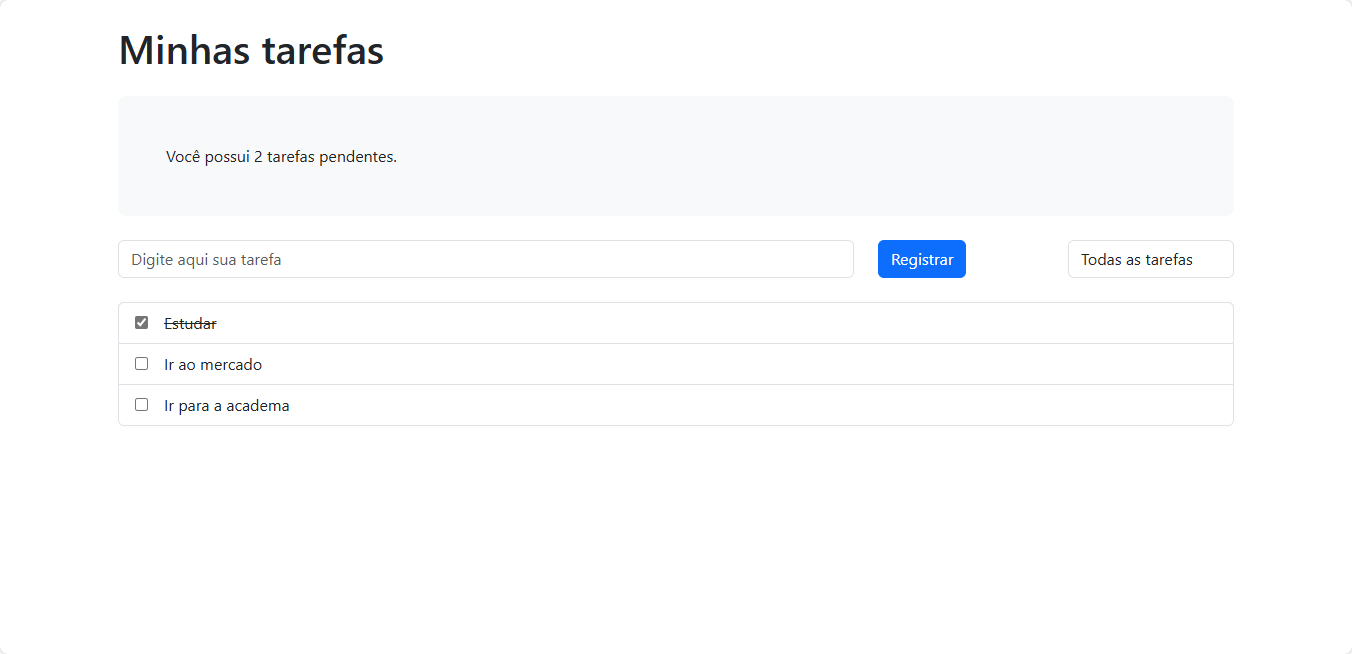 Minhas tarefas
Você possui 2 tarefas pendentes.
Digite aqui sua tarefa
Registrar
Todas as tarefas
Estudar
Ir ao mercado
Ir para a academa